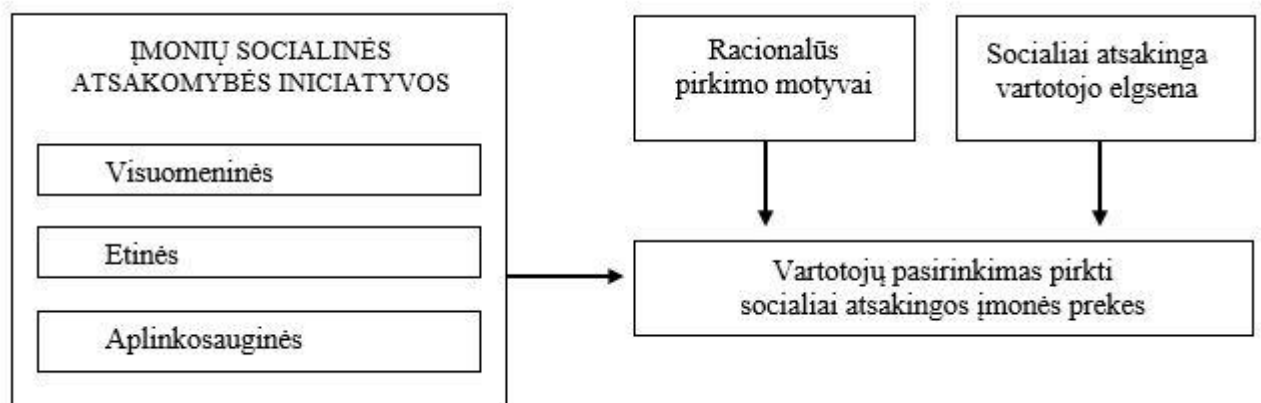 ĮMONIŲ SOCIALINĖS
ATSAKOMYBĖS INICIATYVOS
Visuomeninės
Etinės
Aplinkosauginės
Racionalūs
pirkimo motyvai
Socialiai atsakinga
vartotojo elgsena
Vartotojų pasirinkimas pirkti
socialiai atsakingos įmonės prekes